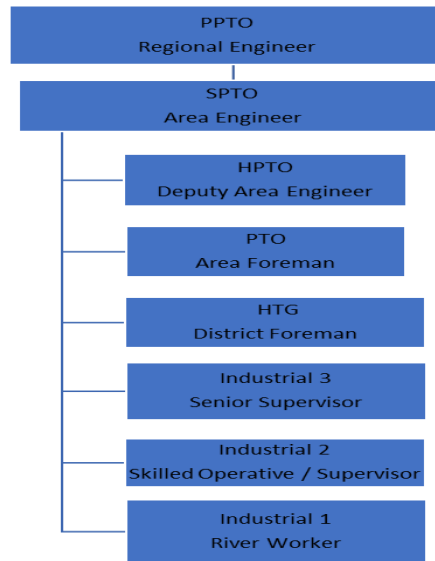 PPTO
Regional Engineer
SPTO
Area Engineer
HPTO
Deputy Area Engineer
PTO
Area Foreman
HTG
District Foreman
Industrial 3
Senior Supervisor
Industrial 2
Skilled Operative / Supervisor
Industrial 1
River Worker